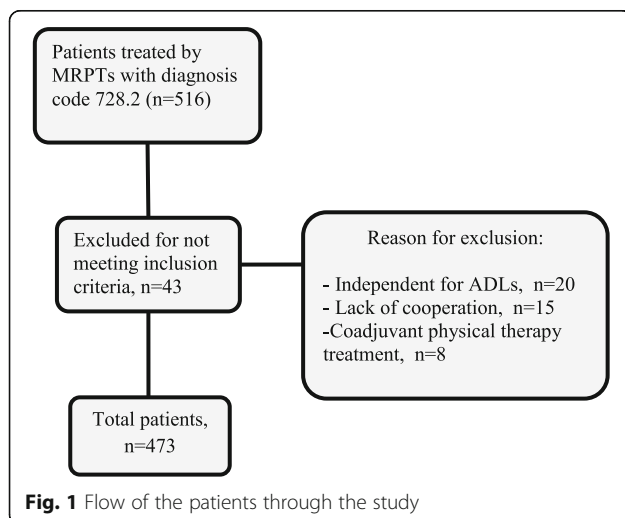 Patients treated by
MRPTs with diagnosis
code 728.2 (n=516)
Excluded for not
meeting inclusion
criteria, n=43
Reason for exclusion:
- Independent for ADLs, n=20
- Lack of cooperation, n=15
-Coadjuvant physical therapy
treatment, n=8
Total patients,
n=473
Fig. 1 Flow of the patients through the study